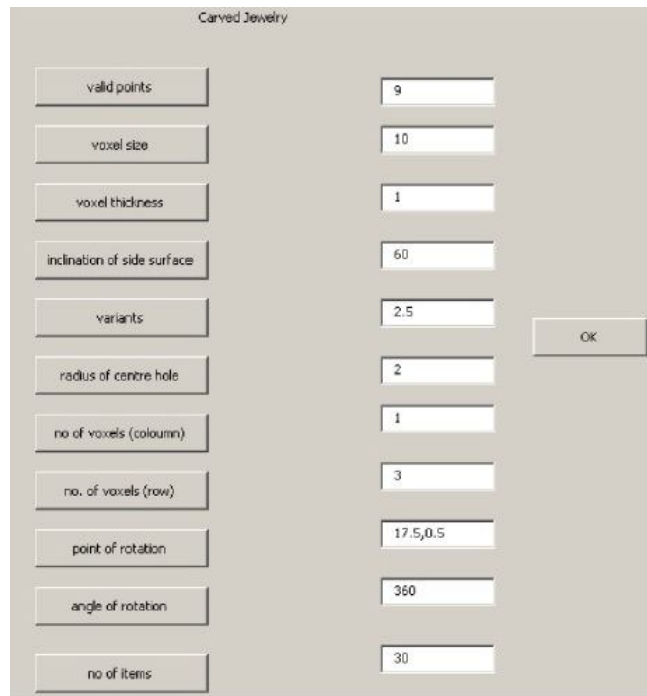 Carved Jewelry
valid points 9
voxel size 10
voxel thickness 1
inclination of side surface 60
variants 2.5
OK
radius of centre hole 2
no of voxels (coloumn) 1
no. of voxels (row) 3
point of rotation 17.5,0.5
angle of rotation 360
no of items 30